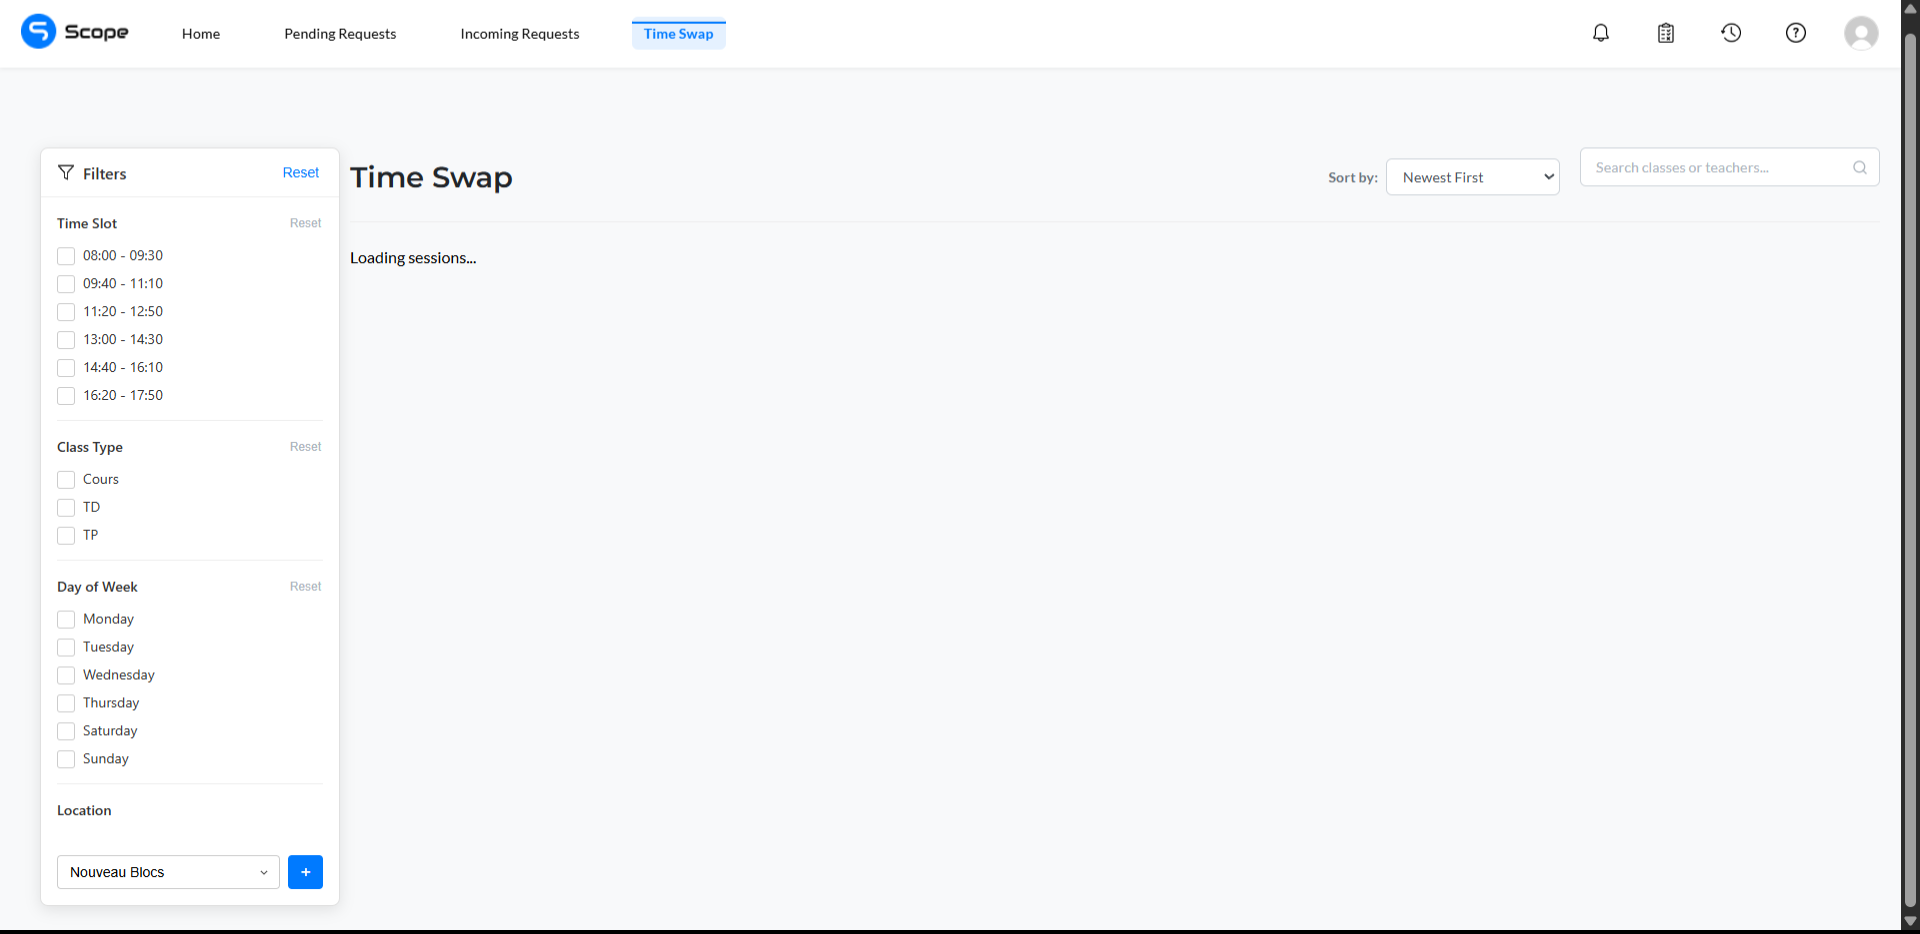 Scope
Home
Pending Requests
Incoming Requests
Time Swap
Filters
Reset
Time Slot
Reset
08:00 - 09:30
09:40 - 11:10
11:20 - 12:50
13:00 - 14:30
14:40 - 16:10
16:20 - 17:50
Class Type
Reset
Cours
TD
TP
Day of Week
Reset
Monday
Tuesday
Wednesday
Thursday
Saturday
Sunday
Location
Nouveau Blocs
+
Time Swap
Sort by:
Newest First
Search classes or teachers...
Loading sessions...